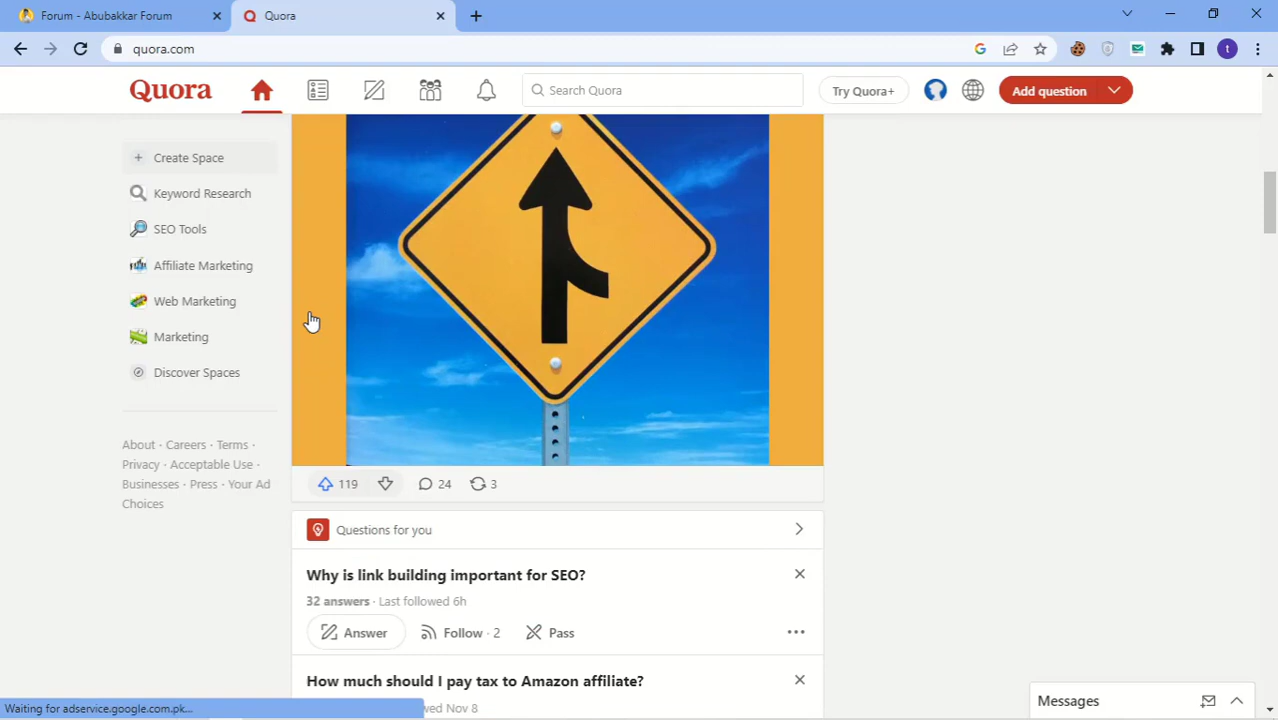 Forum - Abubakkar Forum
Quora
quora.com
t
Quora
Search Quora
Try Quora+
Add question
Create Space
Keyword Research
SEO Tools
Affiliate Marketing
Web Marketing
Marketing
Discover Spaces
About · Careers · Terms ·
Privacy · Acceptable Use ·
Businesses · Press · Your Ad
Choices
119
24
3
Questions for you
Why is link building important for SEO?
32 answers · Last followed 6h
Answer
Follow · 2
Pass
How much should I pay tax to Amazon affiliate?
wed Nov 8
Messages
Waiting for adservice.google.com.pk...